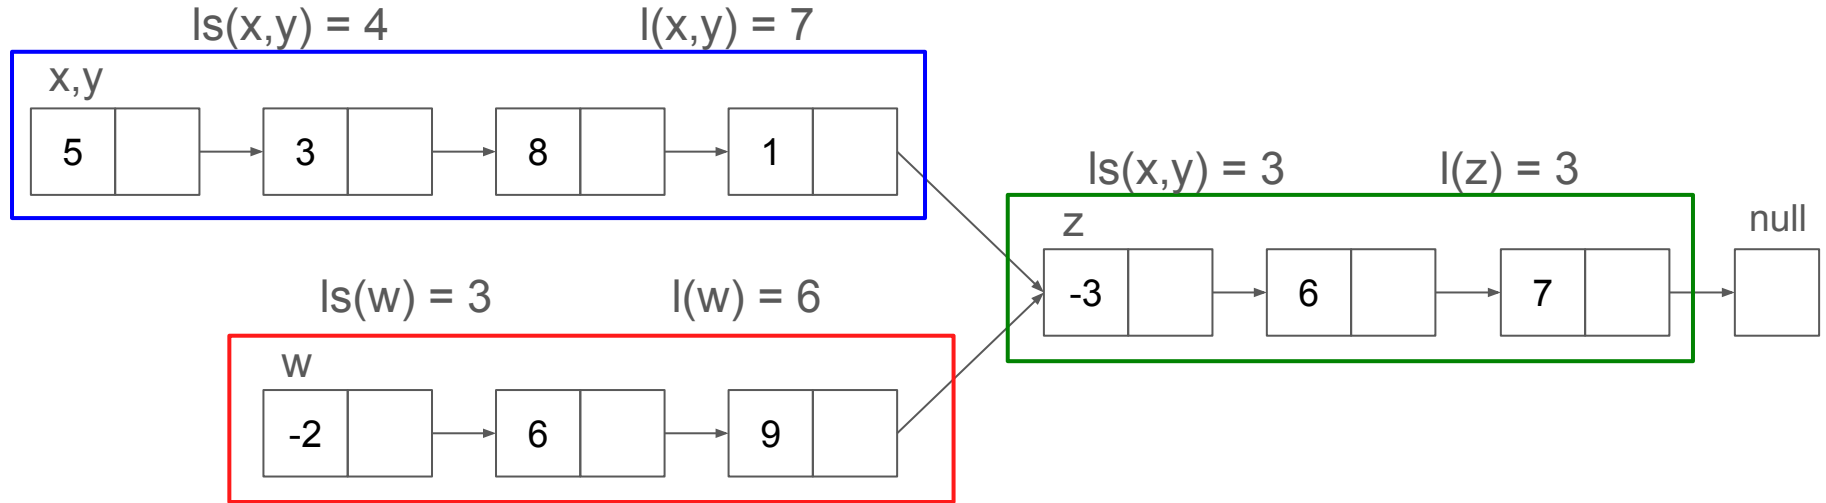 ls(x,y) = 4 l(x,y) = 7
x,y
5 3 8 1
ls(x,y) = 3 l(z) = 3
z null
-3 6 7
ls(w) = 3 l(w) = 6
w
-2 6 9